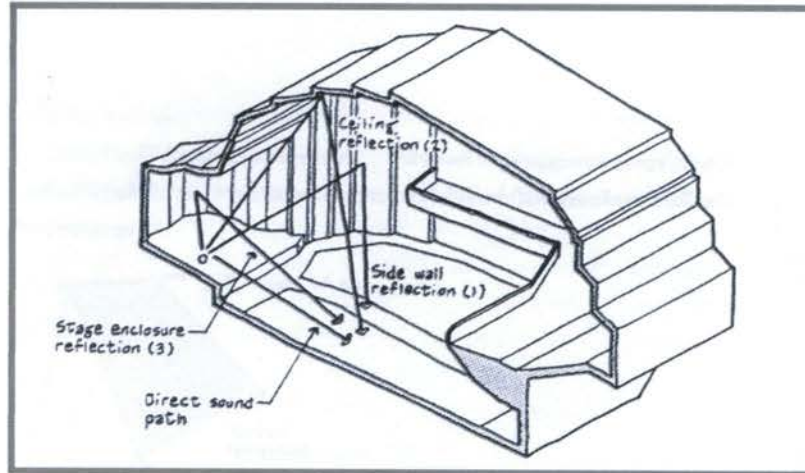 Ceiling
reflection (2)
Side wall
reflection (1)
Stage enclosure
reflection (3)
Direct sound
path